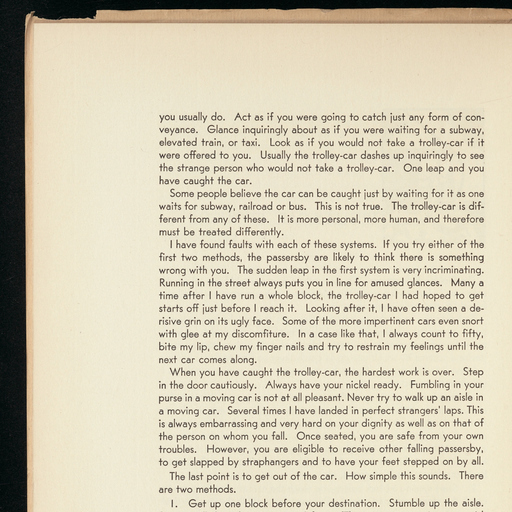 you usually do. Act as if you were going to catch just any form of con-
veyance. Glance inquiringly about as if you were waiting for a subway,
elevated train, or taxi. Look as if you would not take a trolley-car if it
were offered to you. Usually the trolley-car dashes up inquiringly to see
the strange person who would not take a trolley-car. One leap and you
have caught the car.
Some people believe the car can be caught just by waiting for it as one
waits for subway, railroad or bus. This is not true. The trolley-car is dif-
ferent from any of these. It is more personal, more human, and therefore
must be treated differently.
I have found faults with each of these systems. If you try either of the
first two methods, the passersby are likely to think there is something
wrong with you. The sudden leap in the first system is very incriminating.
Running in the street always puts you in line for amused glances. Many a
time after I have run a whole block, the trolley-car I had hoped to get
starts off just before I reach it. Looking after it, I have often seen a de-
risive grin on its ugly face. Some of the more impertinent cars even snort
with glee at my discomfiture. In a case like that, I always count to fifty,
bite my lip, chew my finger nails and try to restrain my feelings until the
next car comes along.
When you have caught the trolley-car, the hardest work is over. Step
in the door cautiously. Always have your nickel ready. Fumbling in your
purse in a moving car is not at all pleasant. Never try to walk up an aisle in
a moving car. Several times I have landed in perfect strangers' laps. This
is always embarrassing and very hard on your dignity as well as on that of
the person on whom you fall. Once seated, you are safe from your own
troubles. However, you are eligible to receive other falling passersby,
to get slapped by straphangers and to have your feet stepped on by all.
The last point is to get out of the car. How simple this sounds. There
are two methods.
1. Get up one block before your destination. Stumble up the aisle.